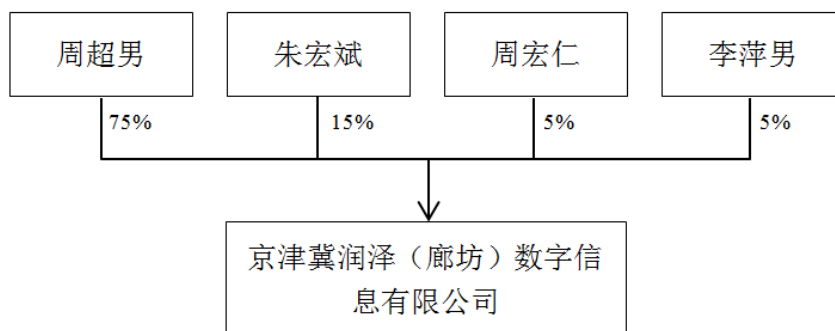 周超男
朱宏斌
周宏仁
李萍男
75%
15%
5%
5%
京津冀润泽（廊坊）数字信
息有限公司